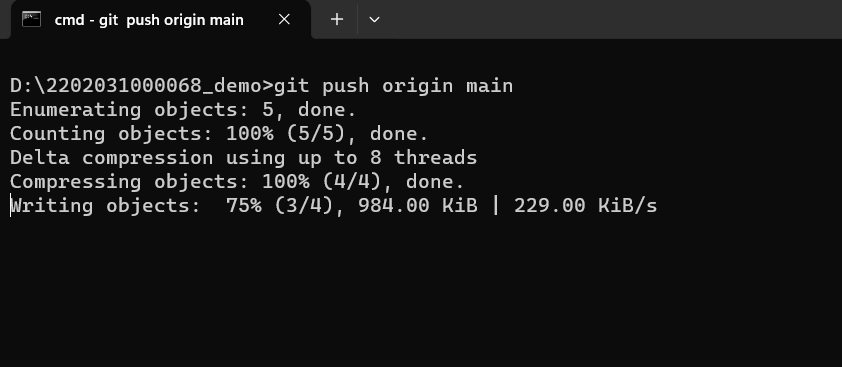 cmd - git  push origin main
D:\2202031000068_demo>git push origin main
Enumerating objects: 5, done.
Counting objects: 100% (5/5), done.
Delta compression using up to 8 threads
Compressing objects: 100% (4/4), done.
Writing objects:  75% (3/4), 984.00 KiB | 229.00 KiB/s